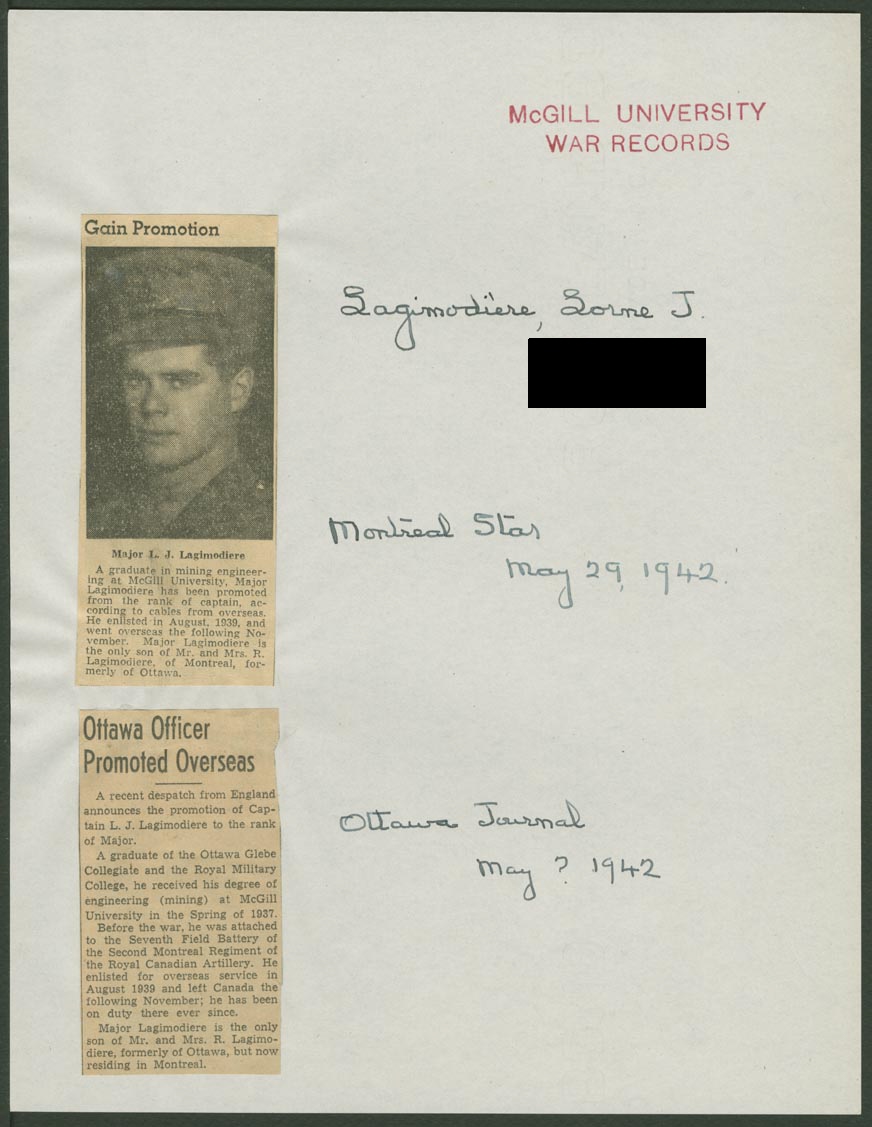 McGILL UNIVERSITY
WAR RECORDS
Gain Promotion
Lagimodière, Lorne J.
Major L. J. Lagimodiere
A graduate in mining engineer-
ing at McGill University, Major
Lagimodiere has been promoted
from the rank of captain, ac-
cording to cables from overseas.
He enlisted in August, 1939, and
went overseas the following No-
vember. Major Lagimodiere is
the only son of Mr. and Mrs. R.
Lagimodiere, of Montreal, for-
merly of Ottawa.
Montreal Star
May 29, 1942.
Ottawa Officer
Promoted Overseas
A recent despatch from England
announces the promotion of Cap-
tain L. J. Lagimodiere to the rank
of Major.
A graduate of the Ottawa Glebe
Collegiate and the Royal Military
College, he received his degree of
engineering (mining) at McGill
University in the Spring of 1937.
Before the war, he was attached
to the Seventh Field Battery of
the Second Montreal Regiment of
the Royal Canadian Artillery. He
enlisted for overseas service in
August 1939 and left Canada the
following November; he has been
on duty there ever since.
Major Lagimodiere is the only
son of Mr. and Mrs. R. Lagimo-
diere, formerly of Ottawa, but now
residing in Montreal.
Ottawa Journal
May ? 1942